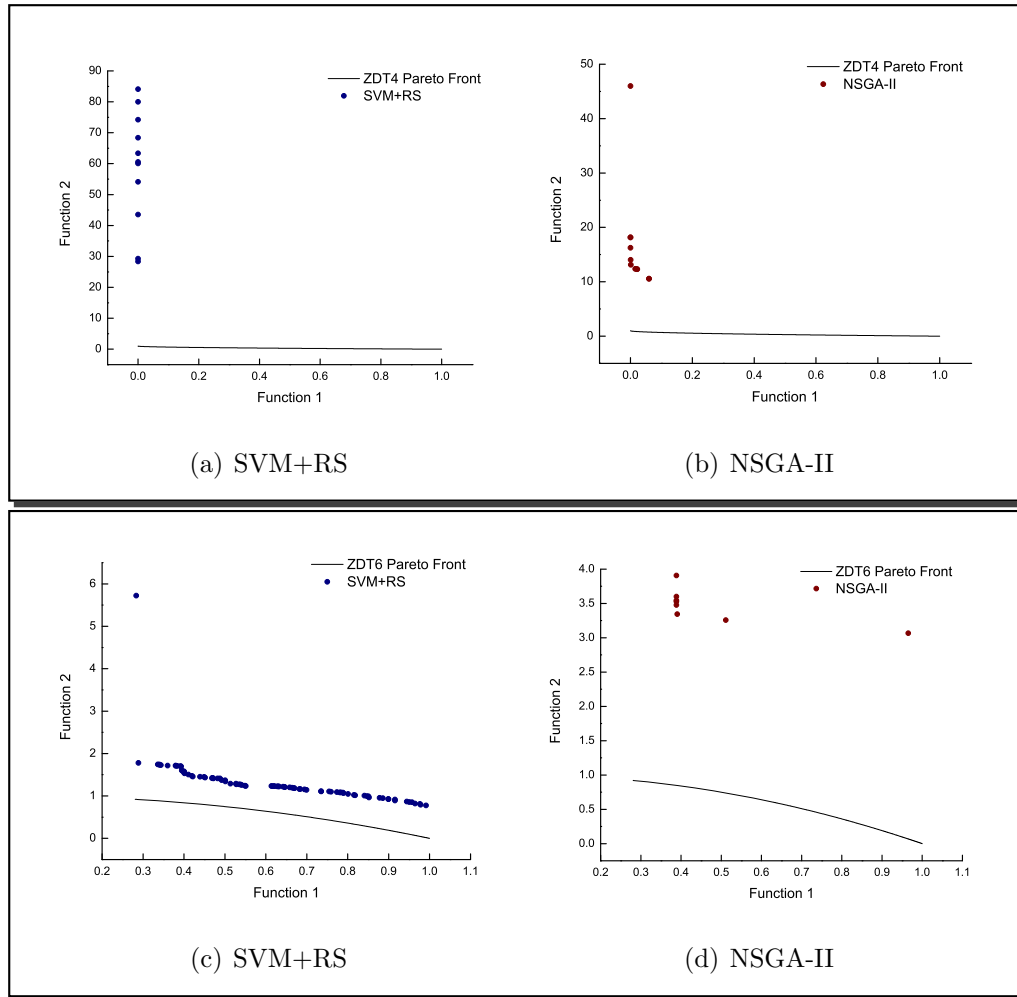 ZDT4 Pareto Front
SVM+RS
90
80
70
60
50
40
30
20
10
0
Function 2
0.0 0.2 0.4 0.6 0.8 1.0
Function 1
(a) SVM+RS
ZDT4 Pareto Front
NSGA-II
50
40
30
20
10
0
Function 2
0.0 0.2 0.4 0.6 0.8 1.0
Function 1
(b) NSGA-II
ZDT6 Pareto Front
SVM+RS
6
5
4
3
2
1
0
Function 2
0.2 0.3 0.4 0.5 0.6 0.7 0.8 0.9 1.0 1.1
Function 1
(c) SVM+RS
ZDT6 Pareto Front
NSGA-II
4.0
3.5
3.0
2.5
2.0
1.5
1.0
0.5
0.0
Function 2
0.2 0.3 0.4 0.5 0.6 0.7 0.8 0.9 1.0 1.1
Function 1
(d) NSGA-II